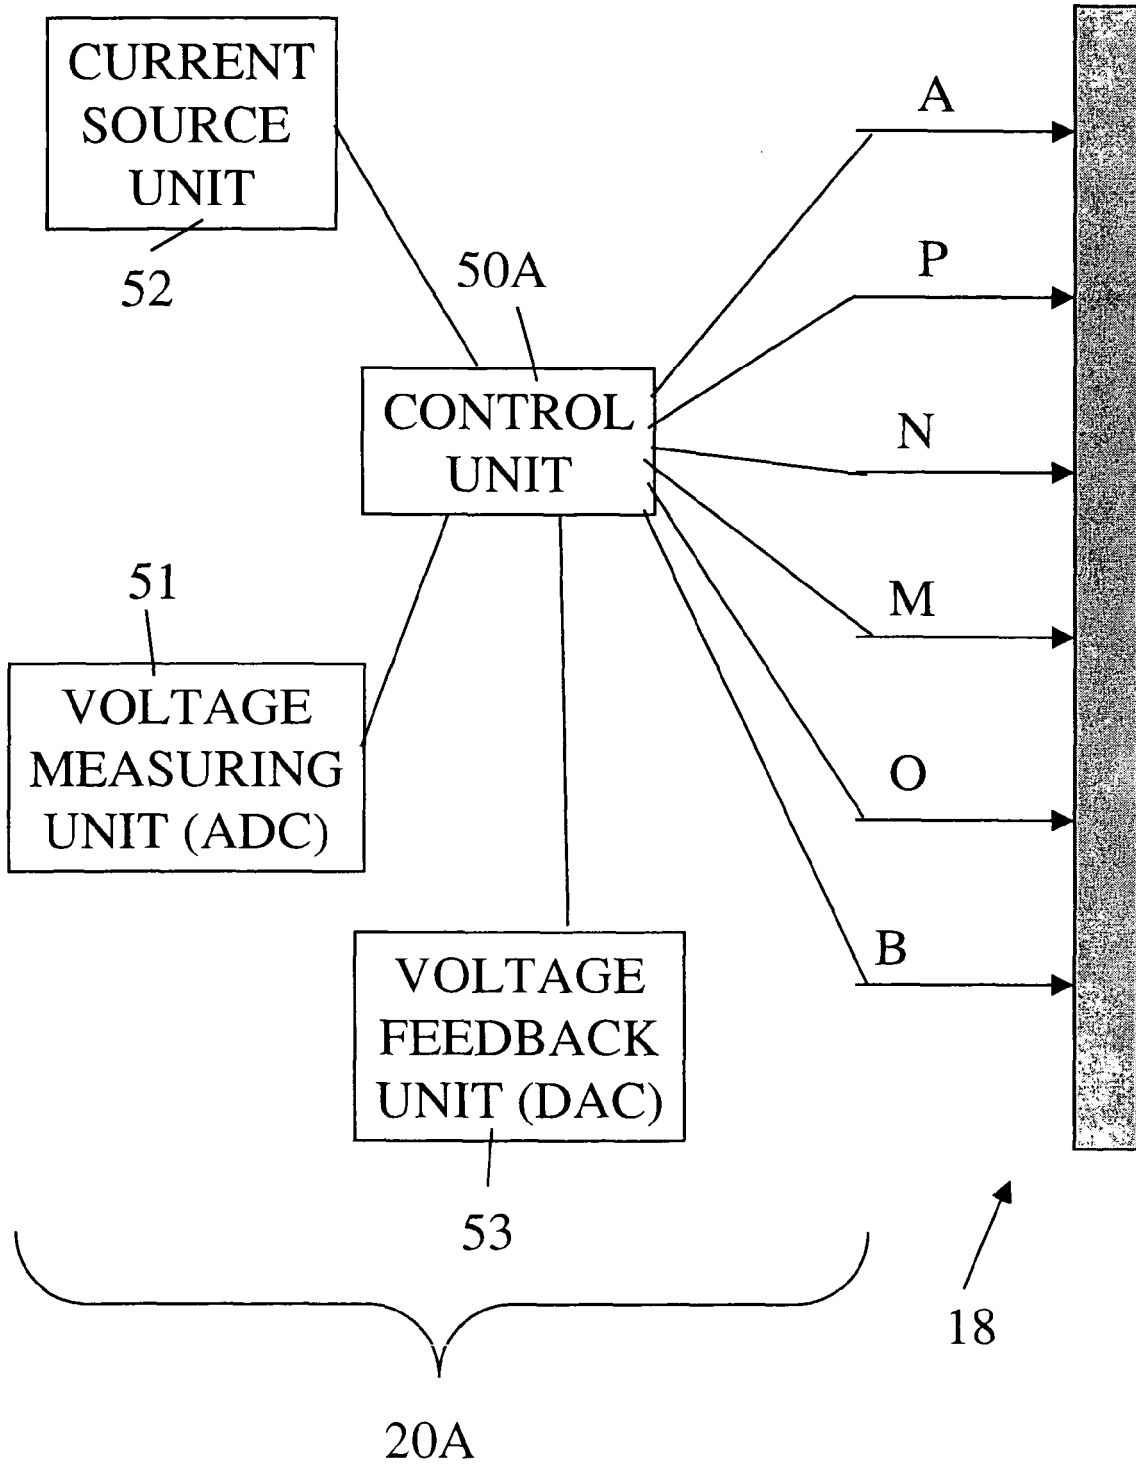 CURRENT
SOURCE
UNIT
52
A
P
50A
CONTROL
UNIT
N
M
51
VOLTAGE
MEASURING
UNIT (ADC)
O
B
VOLTAGE
FEEDBACK
UNIT (DAC)
53
18
20A